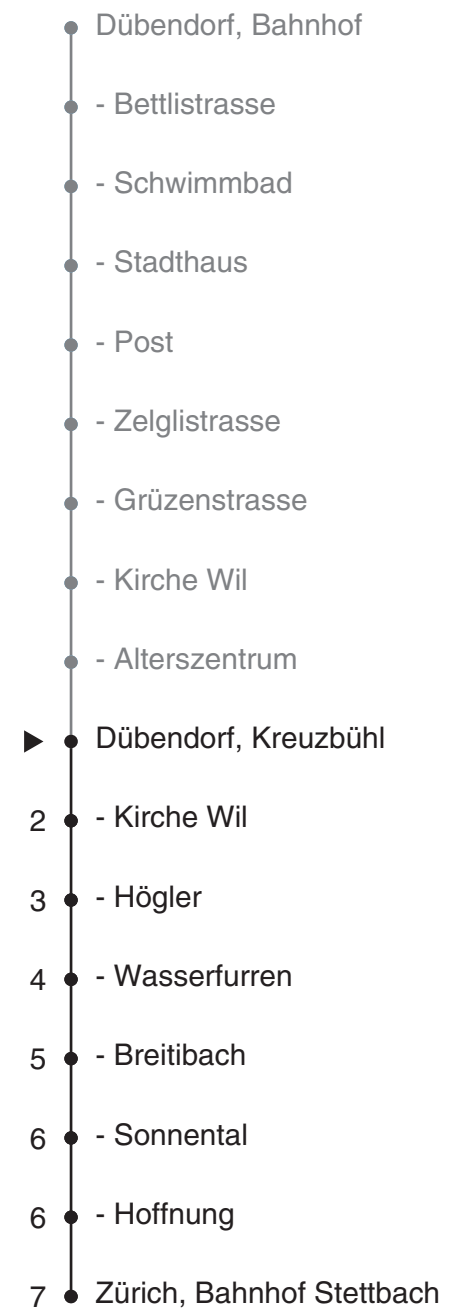 Dübendorf, Bahnhof
- Bettlistrasse
- Schwimmbad
- Stadthaus
- Post
- Zelglistrasse
- Grüzenstrasse
- Kirche Wil
- Alterszentrum
Dübendorf, Kreuzbühl
2 - Kirche Wil
3 - Högler
4 - Wasserfurren
5 - Breitibach
6 - Sonnental
6 - Hoffnung
7 Zürich, Bahnhof Stettbach